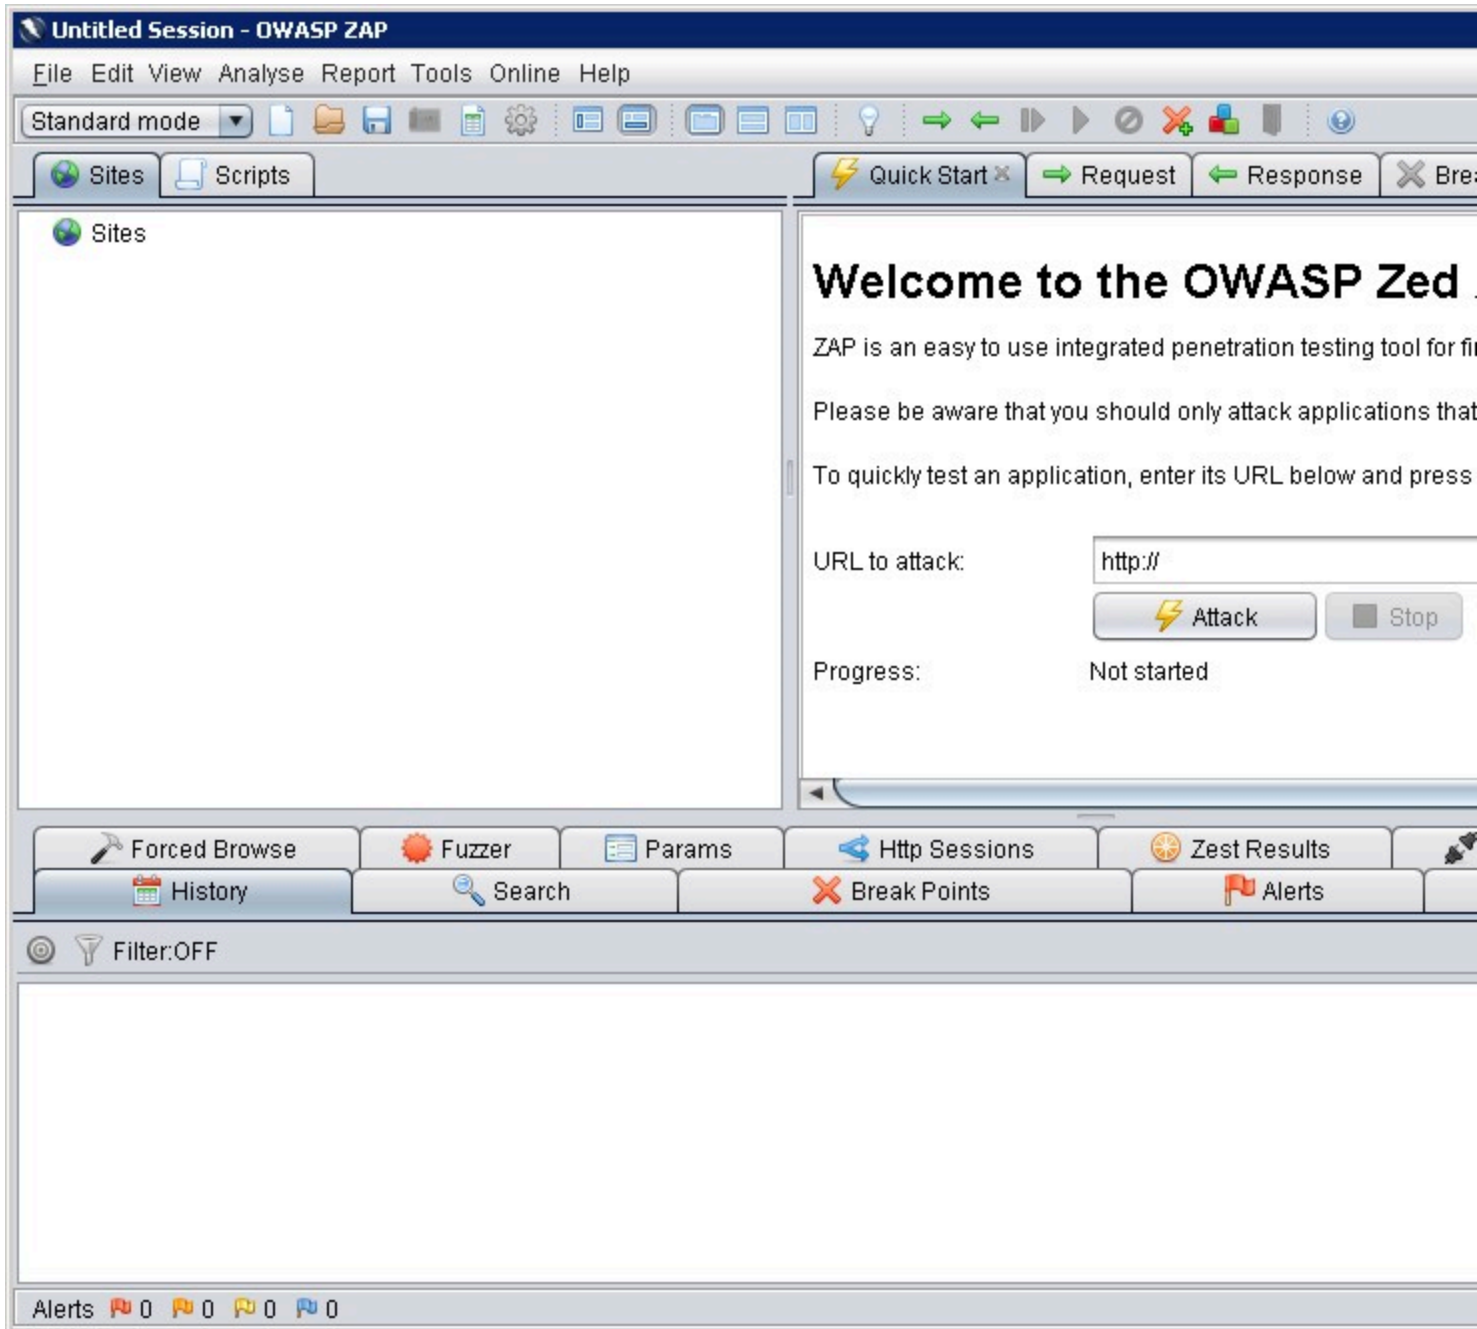 Untitled Session - OWASP ZAP
File Edit View Analyse Report Tools Online Help
Standard mode
Sites Scripts
Quick Start Request Response
Sites
Welcome to the OWASP Zed
ZAP is an easy to use integrated penetration testing tool for
Please be aware that you should only attack applications that
To quickly test an application, enter its URL below and press
URL to attack: http://
Attack Stop
Progress: Not started
Forced Browse Fuzzer Params Http Sessions Zest Results
History Search Break Points Alerts
Filter:OFF
Alerts 0 0 0 0